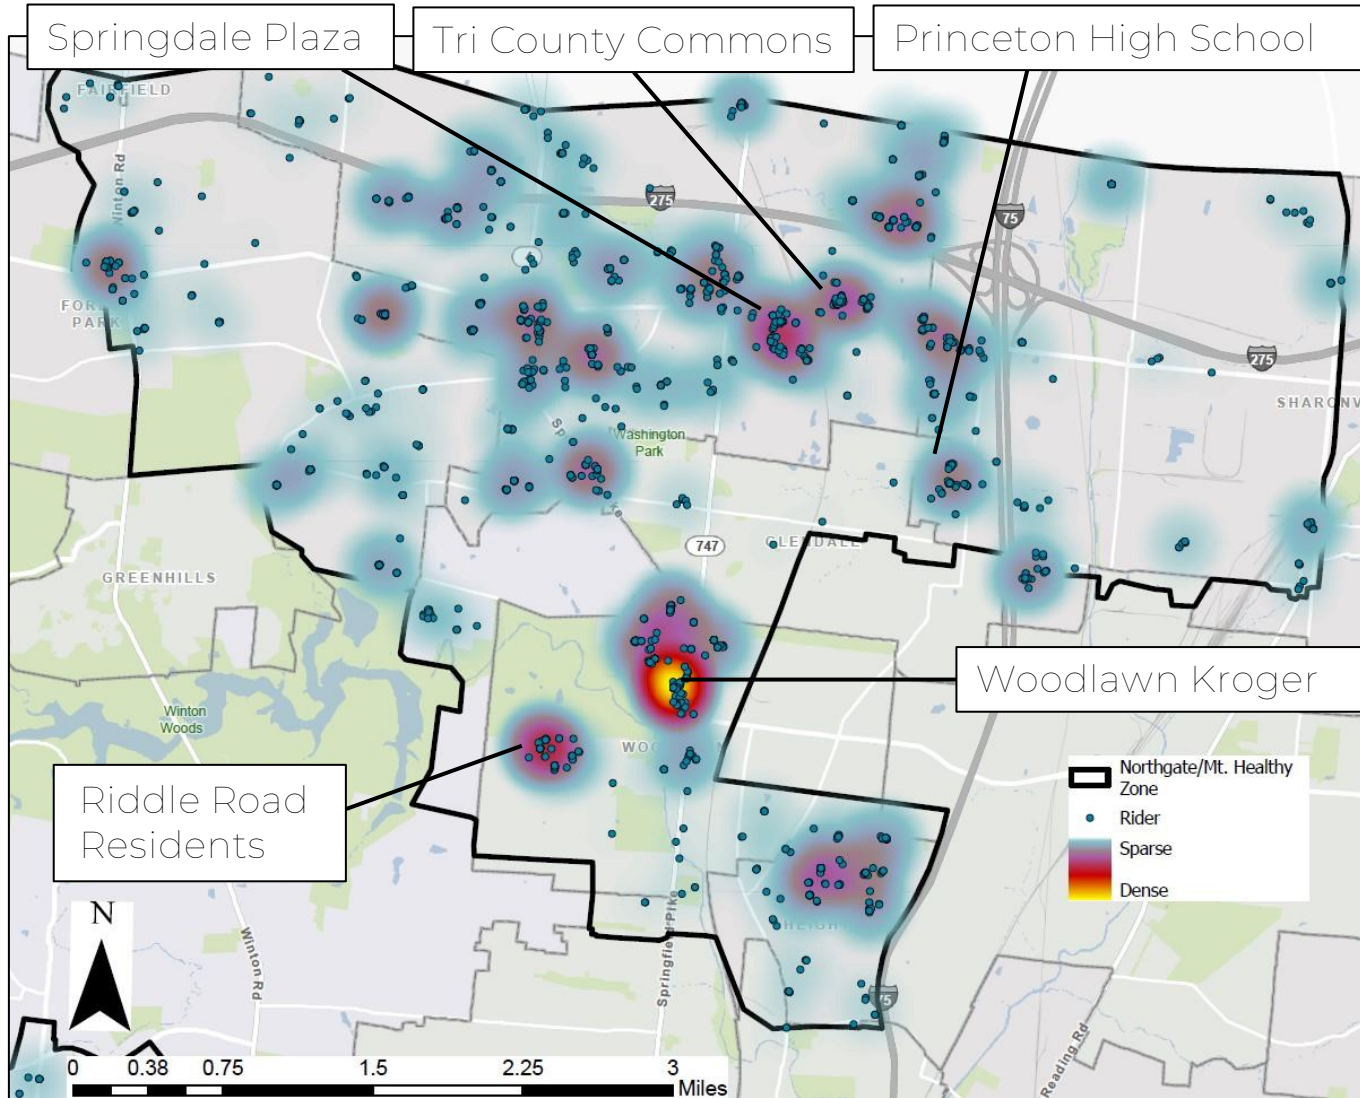 Springdale Plaza
Tri County Commons
Princeton High School
FAIRFIELD
Winton Rd
275
75
FOREST
PARK
275
SHARONV
Washington
Park
747
GLENDALE
GREENHILLS
Winton
Woods
Woodlawn Kroger
Riddle Road
Residents
Northgate/Mt. Healthy
Zone
Rider
Sparse
Dense
N
Winton Rd
Springfield Pike
75
Reading Rd
0 0.38 0.75 1.5 2.25 3
Miles